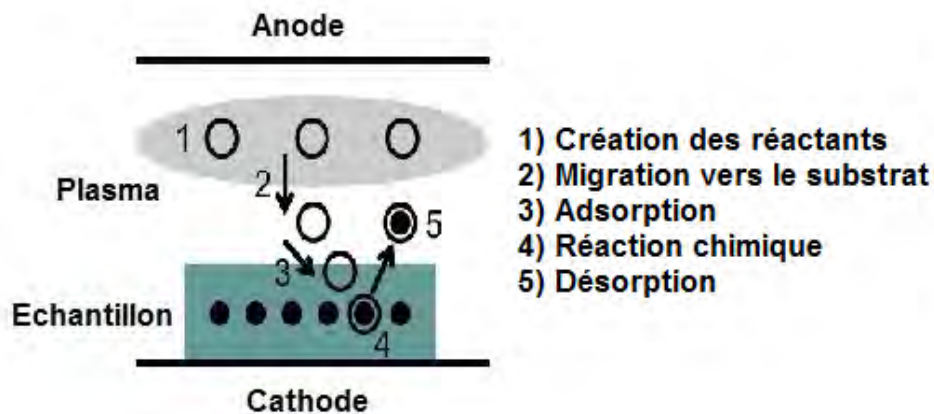 Anode
1
Plasma
2
5
3
Echantillon
4
Cathode
1) Création des réactants
2) Migration vers le substrat
3) Adsorption
4) Réaction chimique
5) Désorption